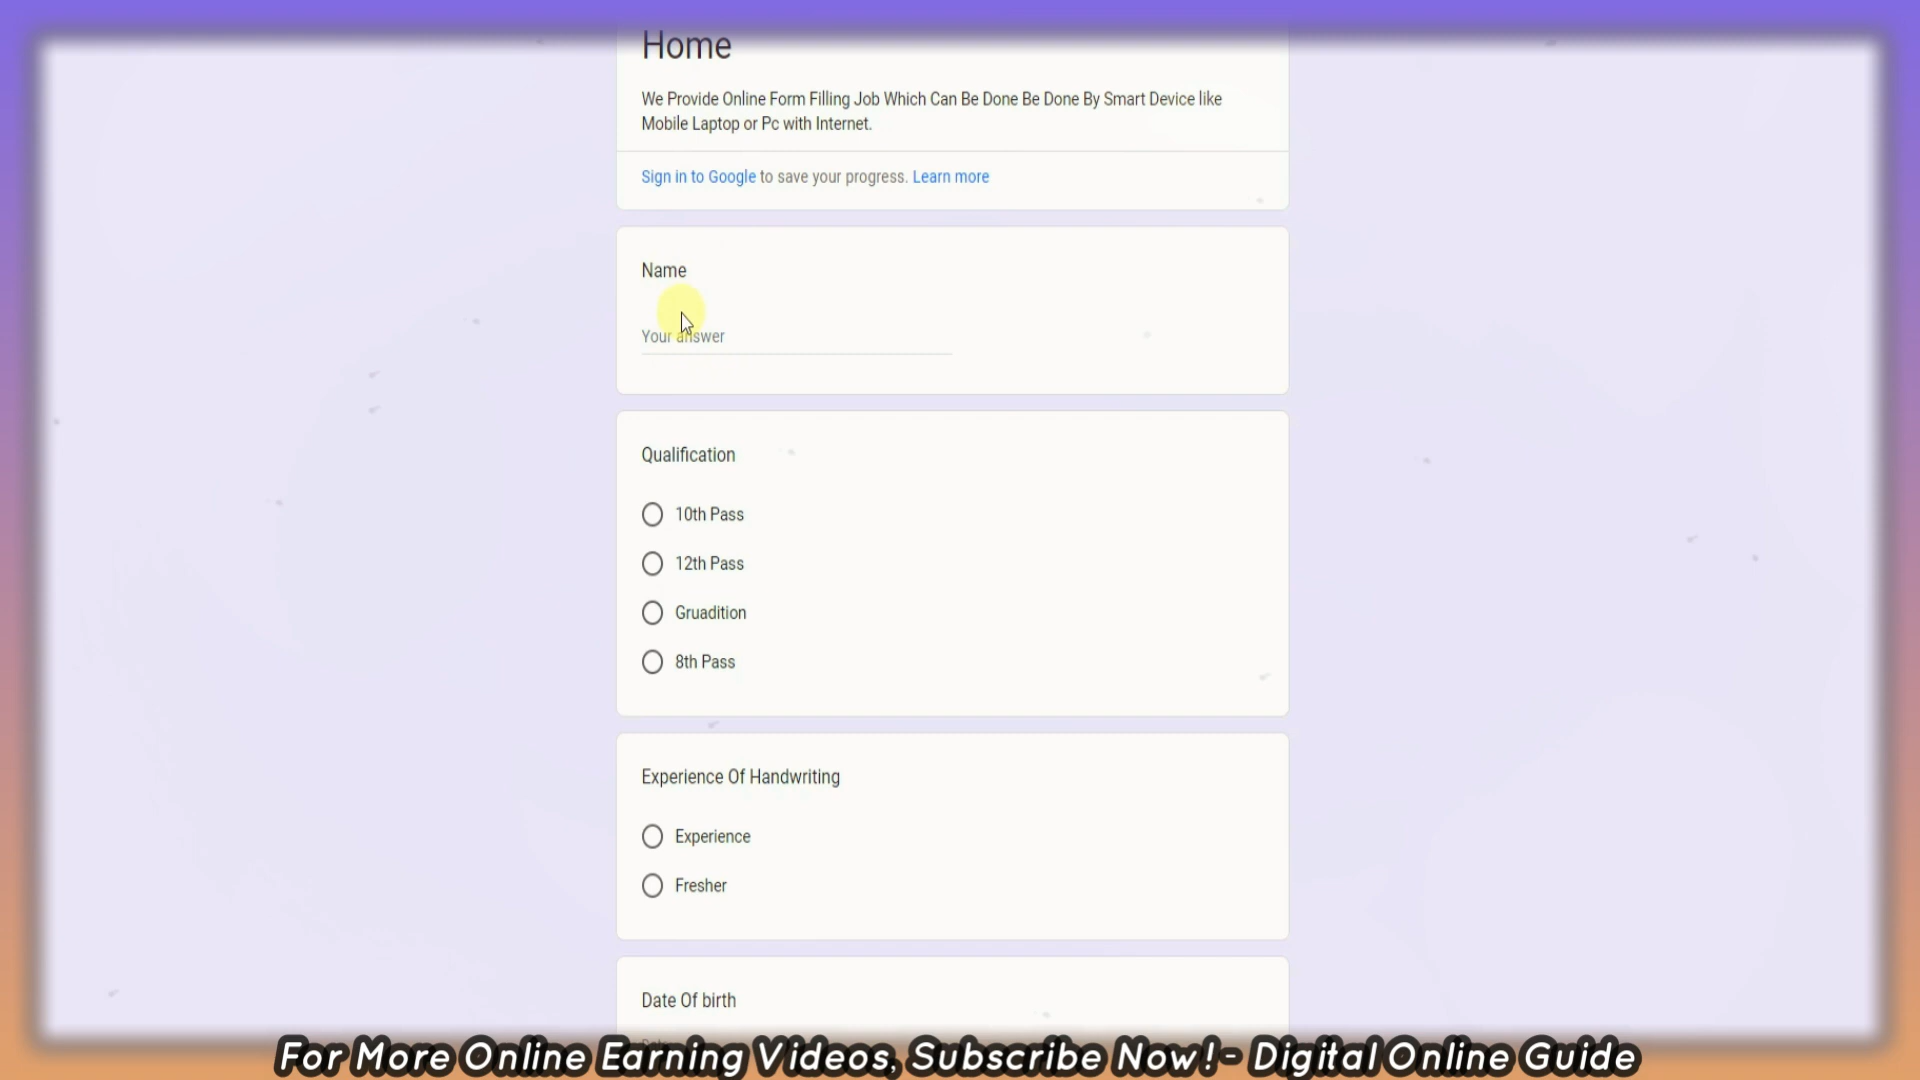 Home
We Provide Online Form Filling Job Which Can Be Done Be Done By Smart Device like
Mobile Laptop or Pc with Internet.
Sign in to Google to save your progress. Learn more
Name
Your answer
Qualification
10th Pass
12th Pass
Gruadition
8th Pass
Experience Of Handwriting
Experience
Fresher
Date Of birth
For More Online Earning Videos, Subscribe Now! - Digital Online Guide